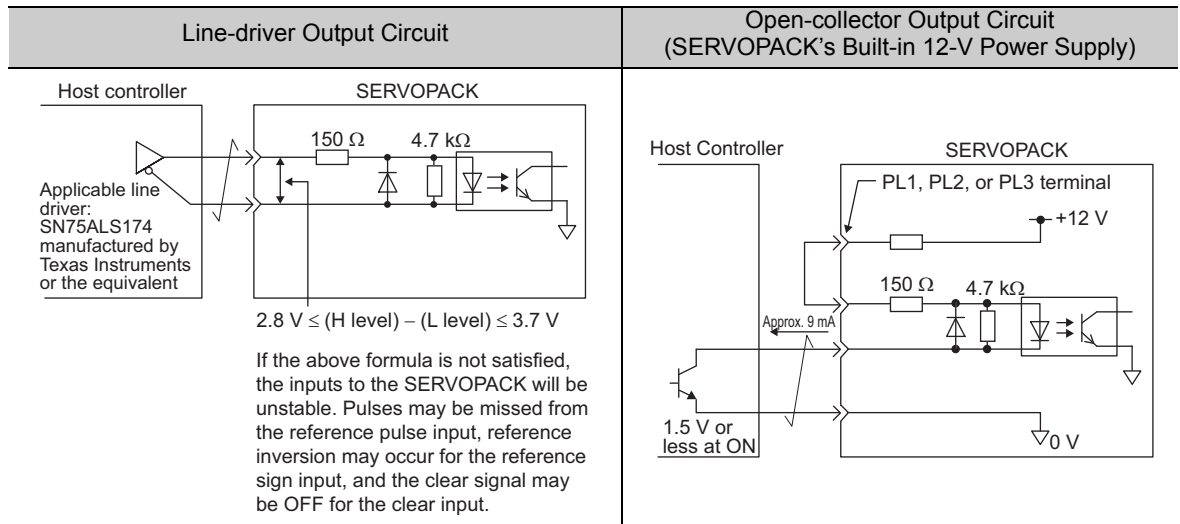 Line-driver Output Circuit
Open-collector Output Circuit
(SERVOPACK's Built-in 12-V Power Supply)
Host controller
SERVOPACK
150 Ω
4.7 kΩ
Applicable line
driver:
SN75ALS174
manufactured by
Texas Instruments
or the equivalent
2.8 V ≤ (H level) – (L level) ≤ 3.7 V
If the above formula is not satisfied,
the inputs to the SERVOPACK will be
unstable. Pulses may be missed from
the reference pulse input, reference
inversion may occur for the reference
sign input, and the clear signal may
be OFF for the clear input.
Host Controller
SERVOPACK
PL1, PL2, or PL3 terminal
+12 V
150 Ω
4.7 kΩ
Approx. 9 mA
1.5 V or
less at ON
0 V